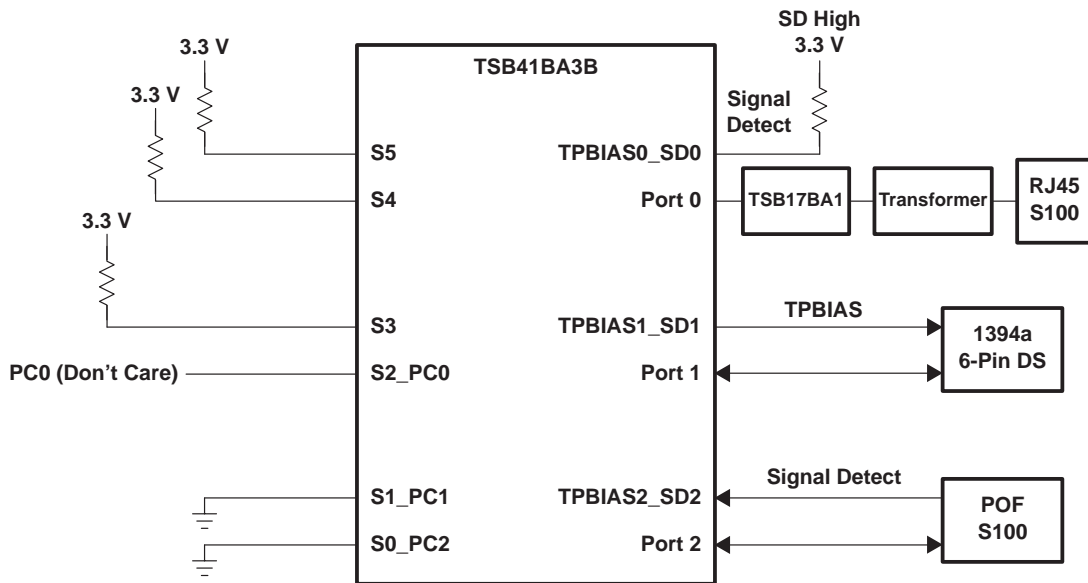 SD High
3.3 V
3.3 V
TSB41BA3B
3.3 V
Signal
Detect
S5
TPBIAS0_SD0
S4
Port 0
TSB17BA1
Transformer
RJ45
S100
3.3 V
S3
TPBIAS1_SD1
TPBIAS
1394a
6-Pin DS
PC0 (Don’t Care)
S2_PC0
Port 1
S1_PC1
TPBIAS2_SD2
Signal Detect
POF
S100
S0_PC2
Port 2